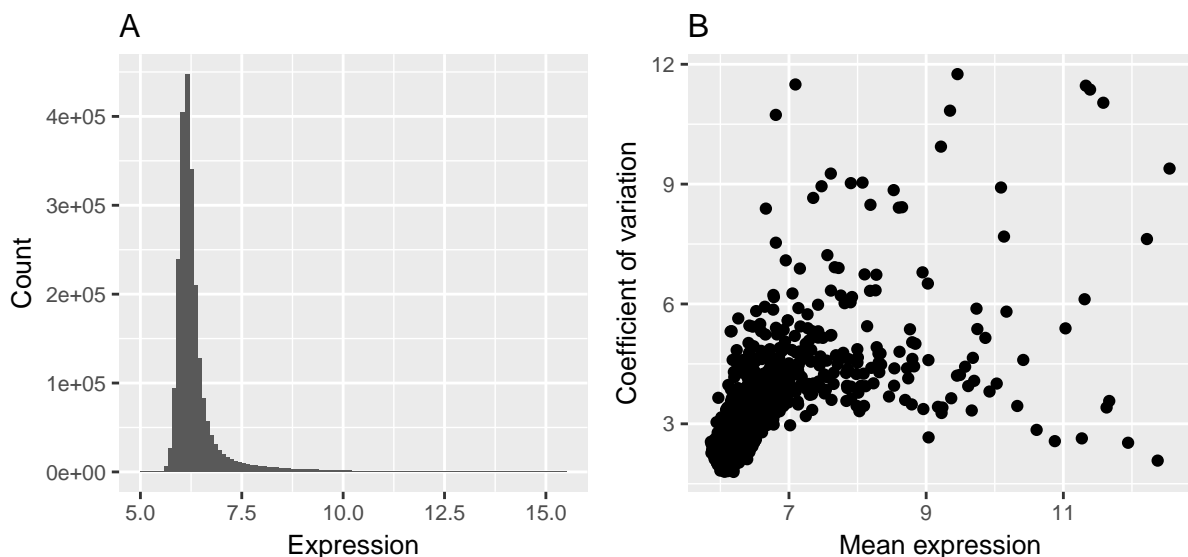 A
Count
4e+05
3e+05
2e+05
1e+05
0e+00
5.0 7.5 10.0 12.5 15.0
Expression
B
Coefficient of variation
12
9
6
3
7 9 11
Mean expression